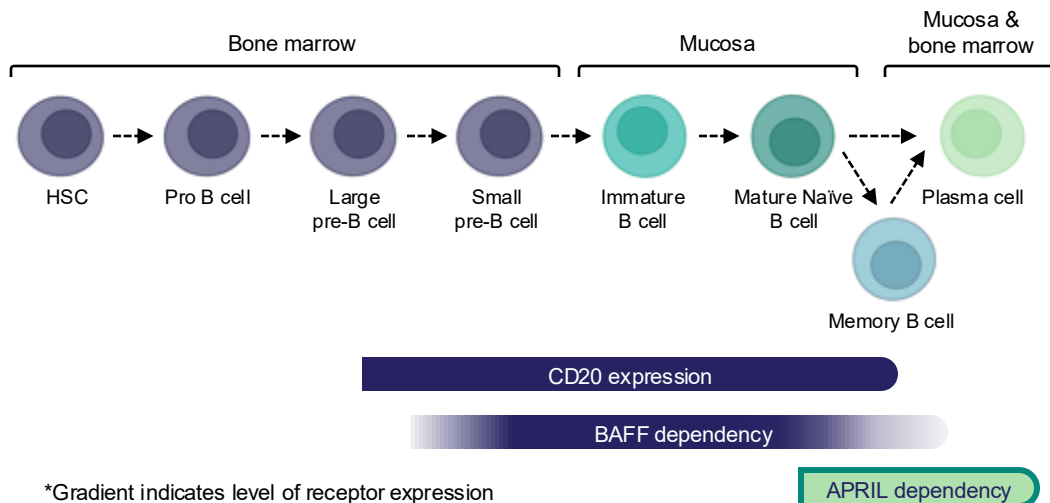 Bone marrow
Mucosa
Mucosa &
bone marrow
HSC
Pro B cell
Large
pre-B cell
Small
pre-B cell
Immature
B cell
Mature Naïve
B cell
Plasma cell
Memory B cell
CD20 expression
BAFF dependency
APRIL dependency
*Gradient indicates level of receptor expression